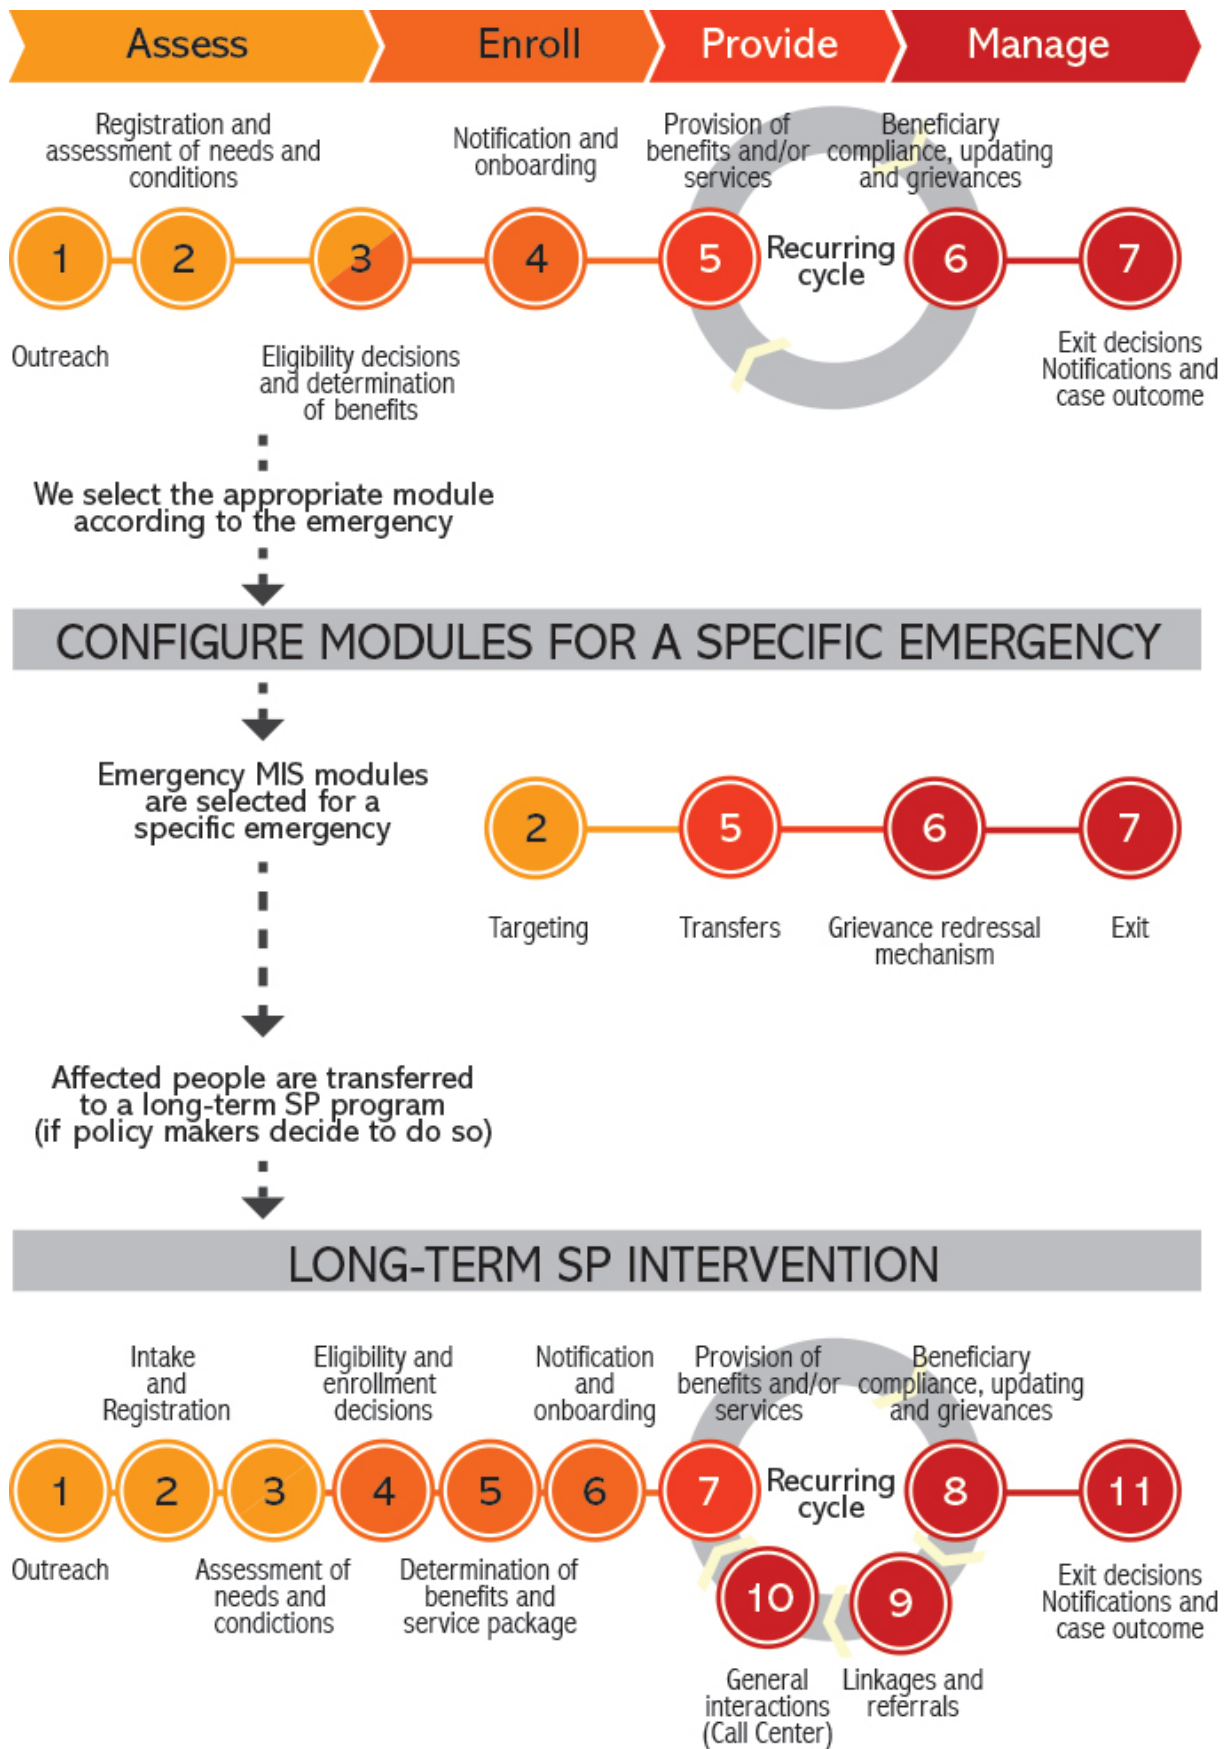 Assess
Enroll
Provide
Manage
Registration and
assessment of needs and
conditions
Notification and
onboarding
Provision of
benefits and/or
services
Beneficiary
compliance, updating
and grievances
1
2
3
4
5
Recurring
cycle
6
7
Outreach
Eligibility decisions
and determination
of benefits
Exit decisions
Notifications and
case outcome
We select the appropriate module
according to the emergency
CONFIGURE MODULES FOR A SPECIFIC EMERGENCY
Emergency MIS modules
are selected for a
specific emergency
2
5
6
7
Targeting
Transfers
Grievance redressal
mechanism
Exit
Affected people are transferred
to a long-term SP program
(if policy makers decide to do so)
LONG-TERM SP INTERVENTION
Intake
and
Registration
Eligibility and
enrollment
decisions
Notification
and
onboarding
Provision of
benefits and/or
services
Beneficiary
compliance, updating
and grievances
1
2
3
4
5
6
7
Recurring
cycle
8
11
Outreach
Assessment of
needs and
condictions
Determination of
benefits and
service package
10
9
Exit decisions
Notifications and
case outcome
General
interactions
(Call Center)
Linkages and
referrals